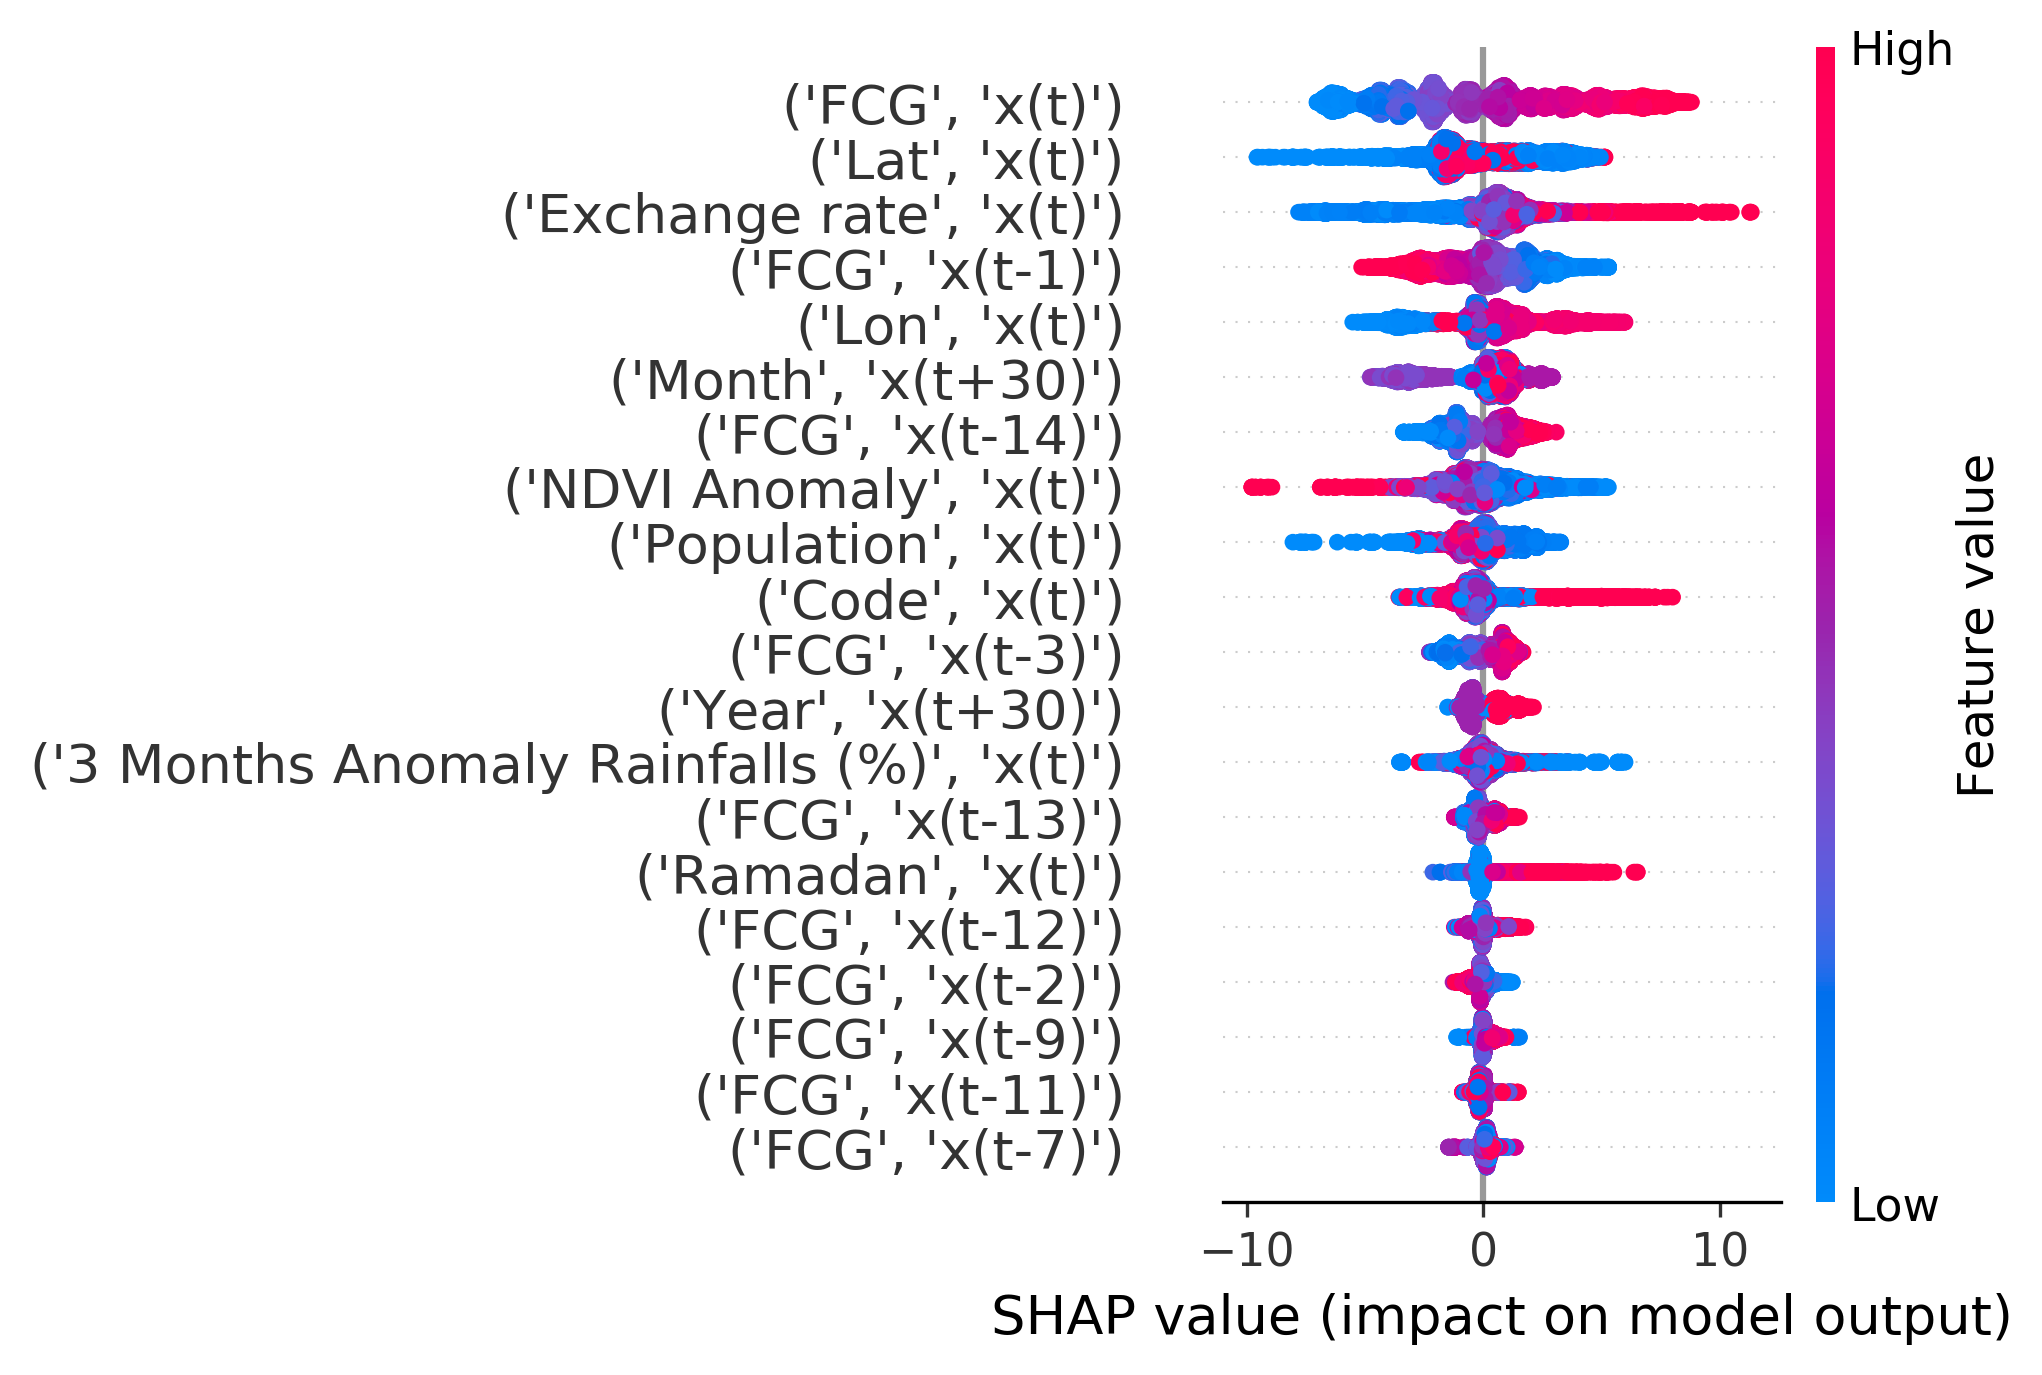 High
('FCG', 'x(t)')
('Lat', 'x(t)')
('Exchange rate', 'x(t)')
('FCG', 'x(t-1)')
('Lon', 'x(t)')
('Month', 'x(t+30)')
('FCG', 'x(t-14)')
('NDVI Anomaly', 'x(t)')
('Population', 'x(t)')
('Code', 'x(t)')
('FCG', 'x(t-3)')
('Year', 'x(t+30)')
('3 Months Anomaly Rainfalls (%)', 'x(t)')
('FCG', 'x(t-13)')
('Ramadan', 'x(t)')
('FCG', 'x(t-12)')
('FCG', 'x(t-2)')
('FCG', 'x(t-9)')
('FCG', 'x(t-11)')
('FCG', 'x(t-7)')
Feature value
Low
−10 0 10
SHAP value (impact on model output)